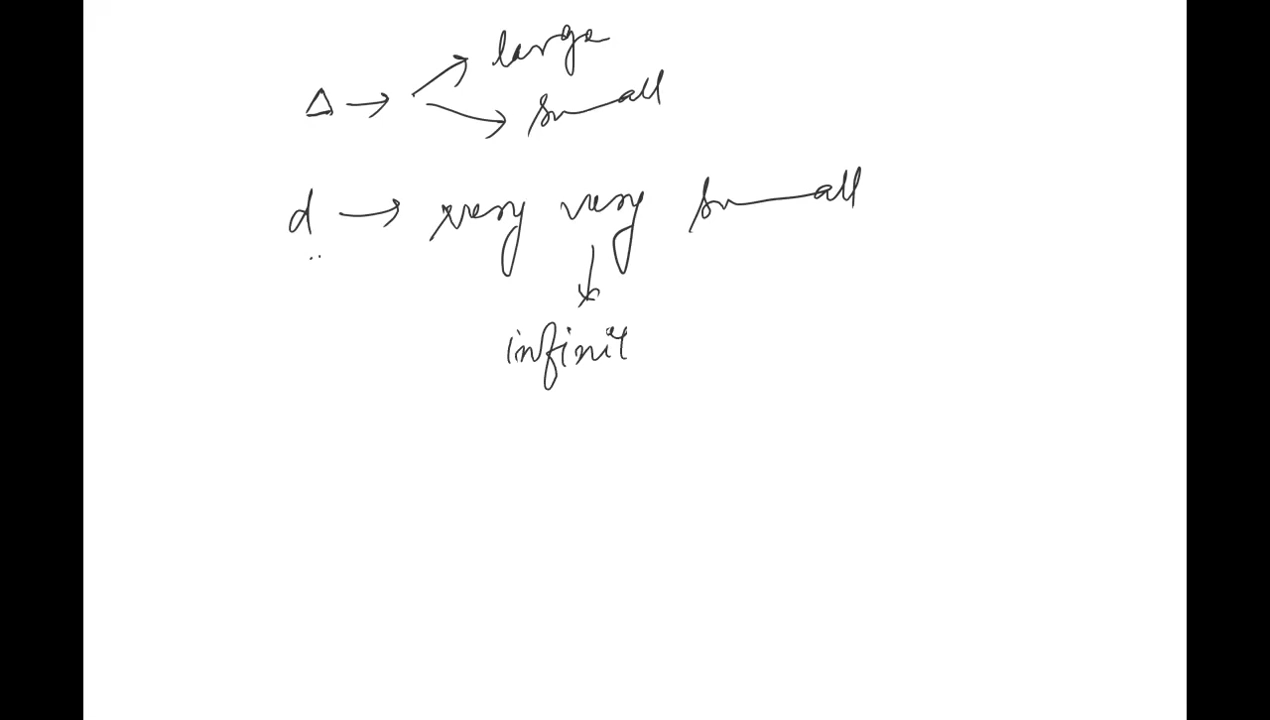 large
Δ →
small
d → very very small
infinit